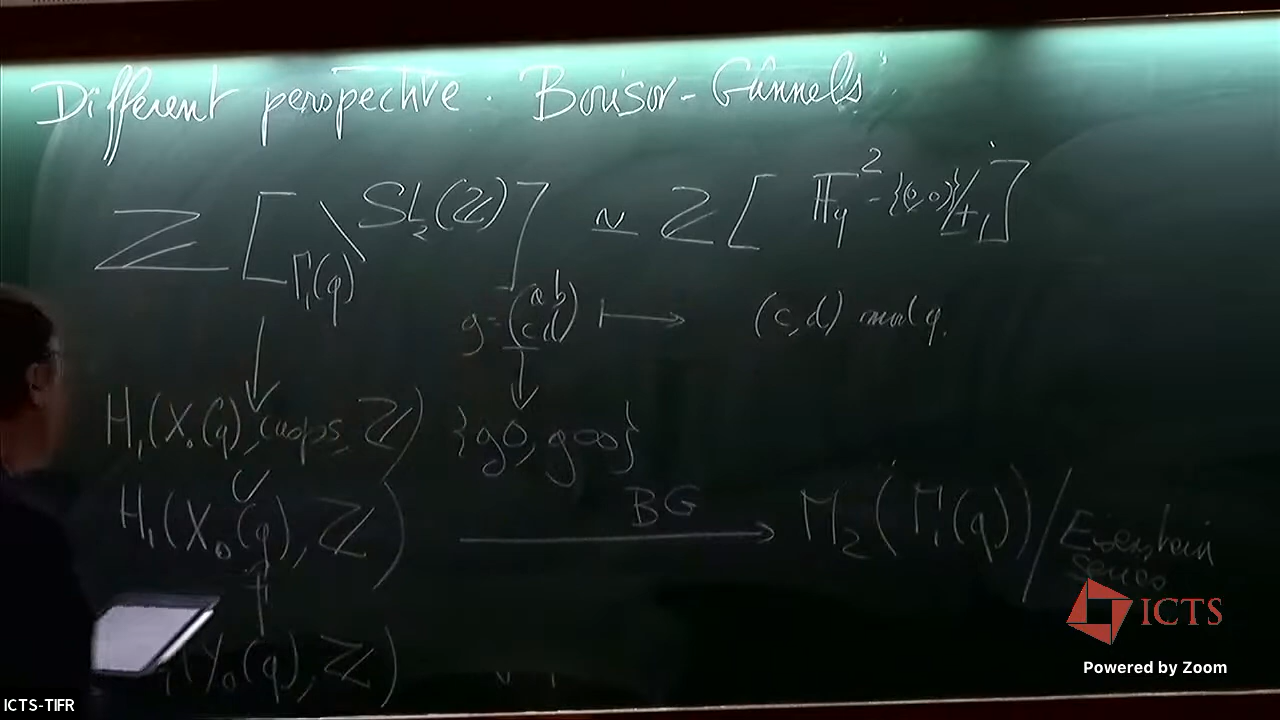 Different perspective. Borisov-Gunnells:
Z[Γ₁(q)\SL₂(Z)] ≃ Z[F_q² - {(0,0)}/±1]
g = (a b c d) ↦ (c,d) mod q.
↓ ↓
H₁(X₀(q), cusps, Z) {g0, g∞}
∪
H₁(X₀(q), Z) BG → M₂(Γ₁(q)) / Eisenstein series
↑
(Y₀(q), Z)
ICTS
Powered by Zoom
ICTS-TIFR